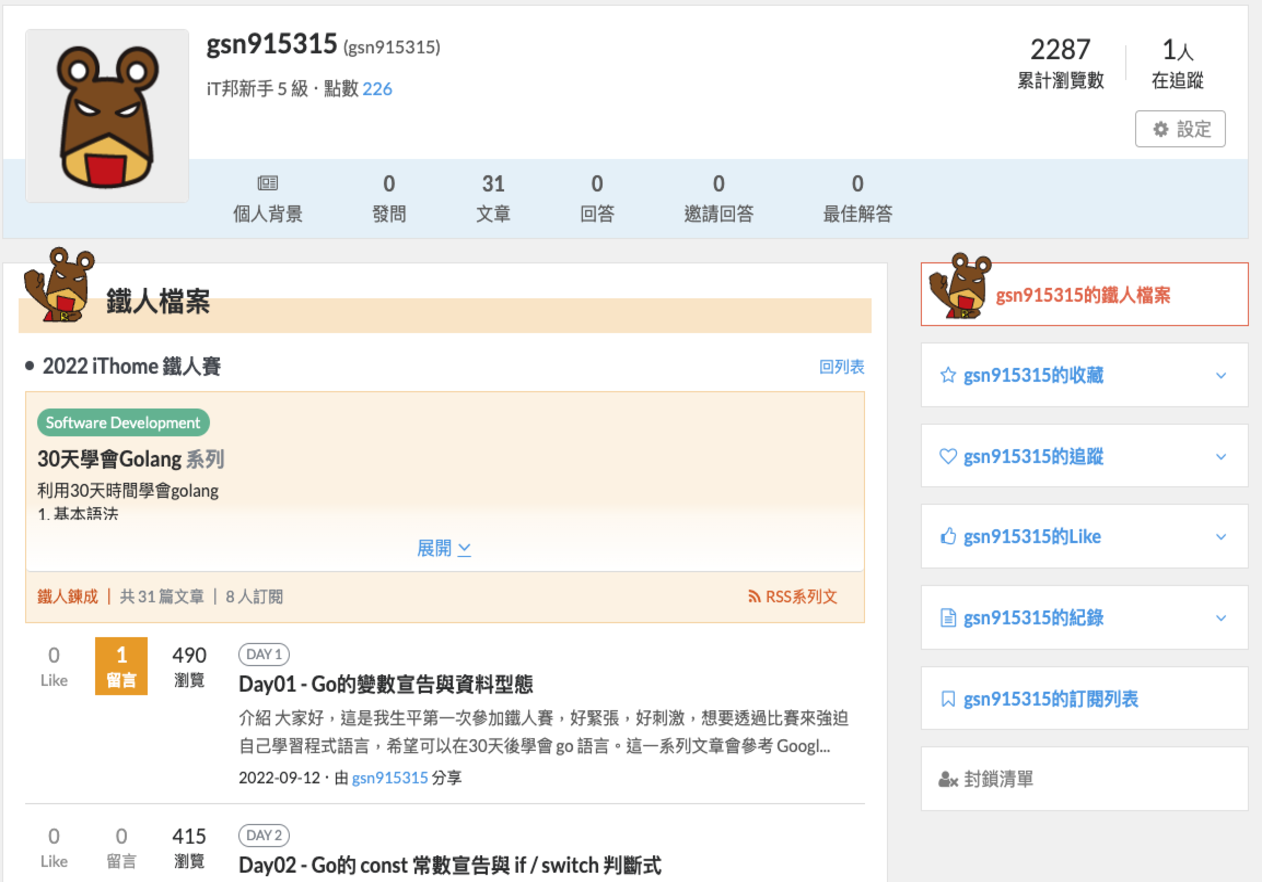 gsn915315 (gsn915315)
iT邦新手 5 級・點數 226
2287
累計瀏覽數
1人
在追蹤
設定
個人背景
0
發問
31
文章
0
回答
0
邀請回答
0
最佳解答
鐵人檔案
2022 iThome 鐵人賽
回列表
Software Development
30天學會Golang 系列
利用30天時間學會golang
1. 基本語法
展開
鐵人鍊成 | 共 31 篇文章 | 8 人訂閱
RSS系列文
0
Like
1
留言
490
瀏覽
DAY 1
Day01 - Go的變數宣告與資料型態
介紹 大家好，這是我生平第一次參加鐵人賽，好緊張，好刺激，想要透過比賽來強迫
自己學習程式語言，希望可以在30天後學會 go 語言。這一系列文章會參考 Googl...
2022-09-12・由 gsn915315 分享
0
Like
0
留言
415
瀏覽
DAY 2
Day02 - Go的 const 常數宣告與 if / switch 判斷式
gsn915315的鐵人檔案
gsn915315的收藏
gsn915315的追蹤
gsn915315的Like
gsn915315的紀錄
gsn915315的訂閱列表
封鎖清單